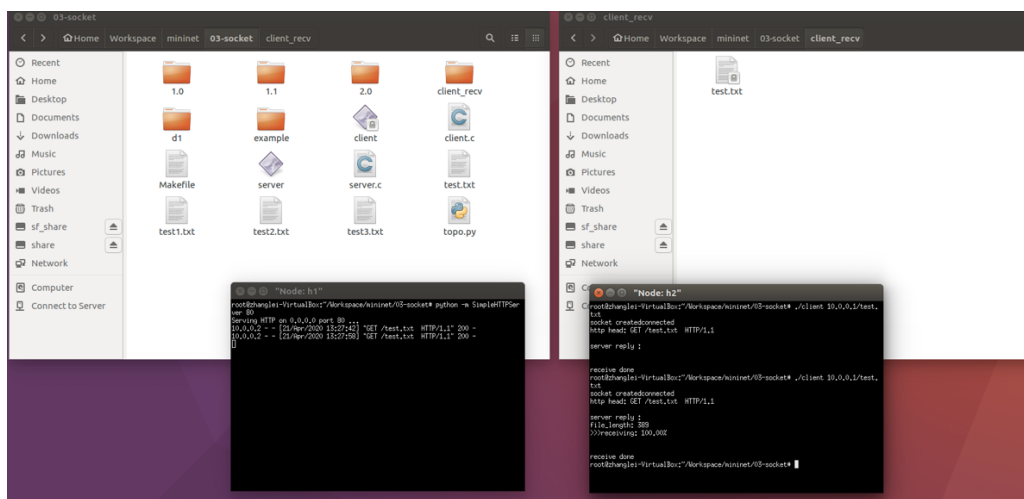 03-socket
Home Workspace mininet 03-socket client_recv
Recent
Home
Desktop
Documents
Downloads
Music
Pictures
Videos
Trash
sf_share
share
Network
Computer
Connect to Server
1.0 1.1 2.0 client_recv
d1 example client client.c
Makefile server server.c test.txt
test1.txt test2.txt test3.txt topo.py
client_recv
Home Workspace mininet 03-socket client_recv
Recent
Home
Desktop
Documents
Downloads
Music
Pictures
Videos
Trash
sf_share
share
Network
C
C
test.txt
"Node: h1"
root@zhanglei-VirtualBox:~/Workspace/mininet/03-socket# python -m SimpleHTTPSer
ver 80
Serving HTTP on 0.0.0.0 port 80 ...
10.0.0.2 - - [21/Apr/2020 13:27:42] "GET /test.txt HTTP/1.1" 200 -
10.0.0.2 - - [21/Apr/2020 13:27:58] "GET /test.txt HTTP/1.1" 200 -
"Node: h2"
root@zhanglei-VirtualBox:~/Workspace/mininet/03-socket# ./client 10.0.0.1/test.
txt
socket createdconnected
http head: GET /test.txt HTTP/1.1
server reply :
receive done
root@zhanglei-VirtualBox:~/Workspace/mininet/03-socket# ./client 10.0.0.1/test.
txt
socket createdconnected
http head: GET /test.txt HTTP/1.1
server reply :
file_length: 389
>>>receiving: 100.00%
receive done
root@zhanglei-VirtualBox:~/Workspace/mininet/03-socket#